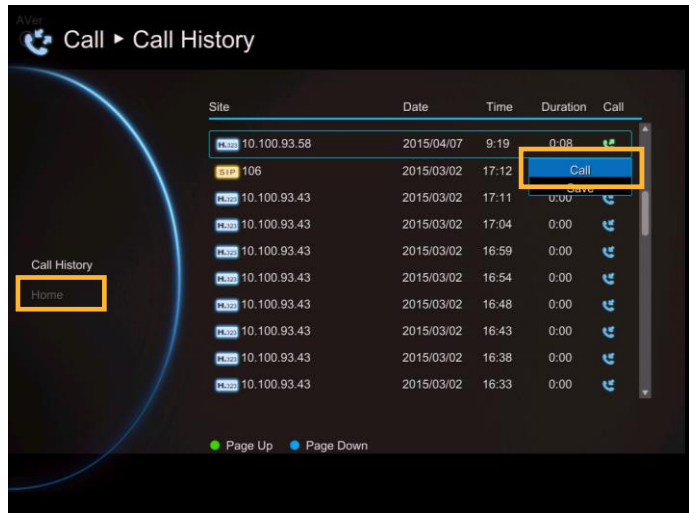 AVer
Call ► Call History
Site Date Time Duration Call
H.323 10.100.93.58 2015/04/07 9:19 0:08
SIP 106 2015/03/02 17:12 Call
Save
H.323 10.100.93.43 2015/03/02 17:11 0:00
H.323 10.100.93.43 2015/03/02 17:04 0:00
H.323 10.100.93.43 2015/03/02 16:59 0:00
Call History
H.323 10.100.93.43 2015/03/02 16:54 0:00
Home
H.323 10.100.93.43 2015/03/02 16:48 0:00
H.323 10.100.93.43 2015/03/02 16:43 0:00
H.323 10.100.93.43 2015/03/02 16:38 0:00
H.323 10.100.93.43 2015/03/02 16:33 0:00
Page Up Page Down